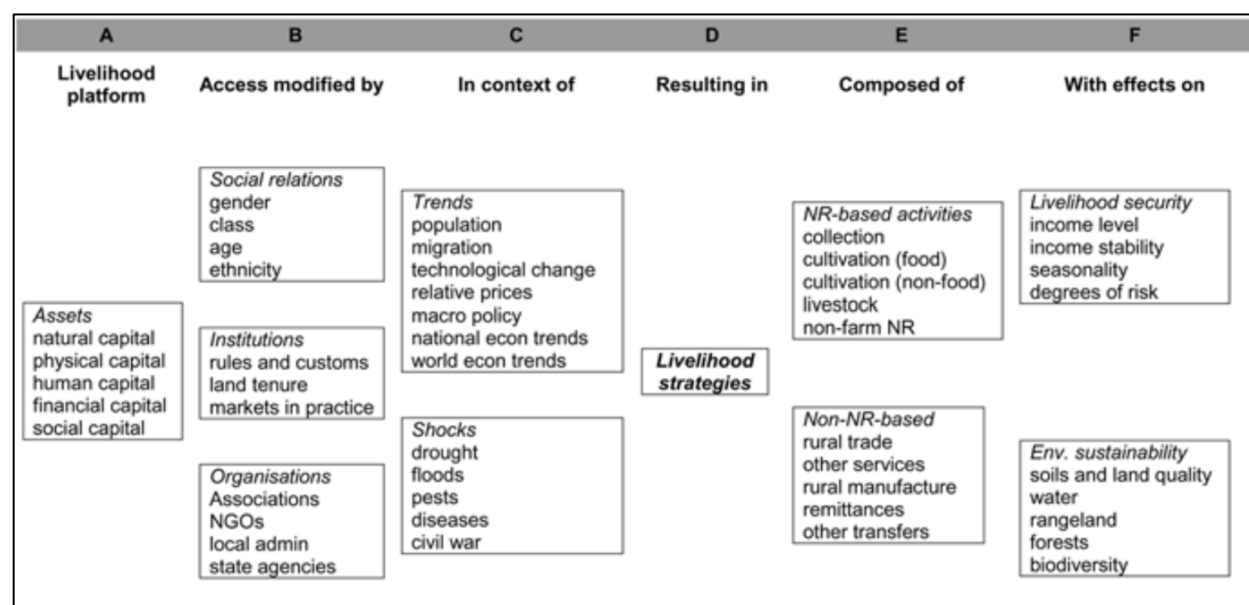 A
B
C
D
E
F
Livelihood
platform
Access modified by
In context of
Resulting in
Composed of
With effects on
Assets
natural capital
physical capital
human capital
financial capital
social capital
Social relations
gender
class
age
ethnicity
Institutions
rules and customs
land tenure
markets in practice
Organisations
Associations
NGOs
local admin
state agencies
Trends
population
migration
technological change
relative prices
macro policy
national econ trends
world econ trends
Shocks
drought
floods
pests
diseases
civil war
Livelihood
strategies
NR-based activities
collection
cultivation (food)
cultivation (non-food)
livestock
non-farm NR
Non-NR-based
rural trade
other services
rural manufacture
remittances
other transfers
Livelihood security
income level
income stability
seasonality
degrees of risk
Env. sustainability
soils and land quality
water
rangeland
forests
biodiversity